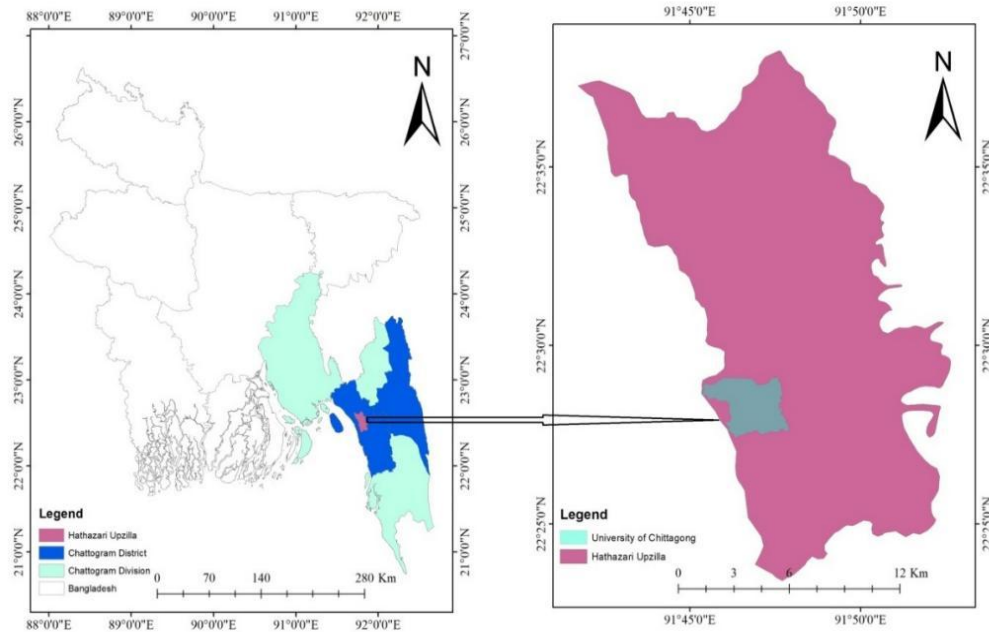 88°0'0"E 89°0'0"E 90°0'0"E 91°0'0"E 92°0'0"E
27°0'0"N
26°0'0"N
25°0'0"N
24°0'0"N
23°0'0"N
22°0'0"N
21°0'0"N
N
27°0'0"N
26°0'0"N
25°0'0"N
24°0'0"N
23°0'0"N
22°0'0"N
21°0'0"N
Legend
Hathazari Upzilla
Chattogram District
Chattogram Division
Bangladesh
0 70 140 280 Km
88°0'0"E 89°0'0"E 90°0'0"E 91°0'0"E 92°0'0"E
91°45'0"E 91°50'0"E
N
22°35'0"N
22°30'0"N
22°25'0"N
22°35'0"N
22°30'0"N
22°25'0"N
Legend
University of Chittagong
Hathazari Upzilla
0 3 6 12 Km
91°45'0"E 91°50'0"E